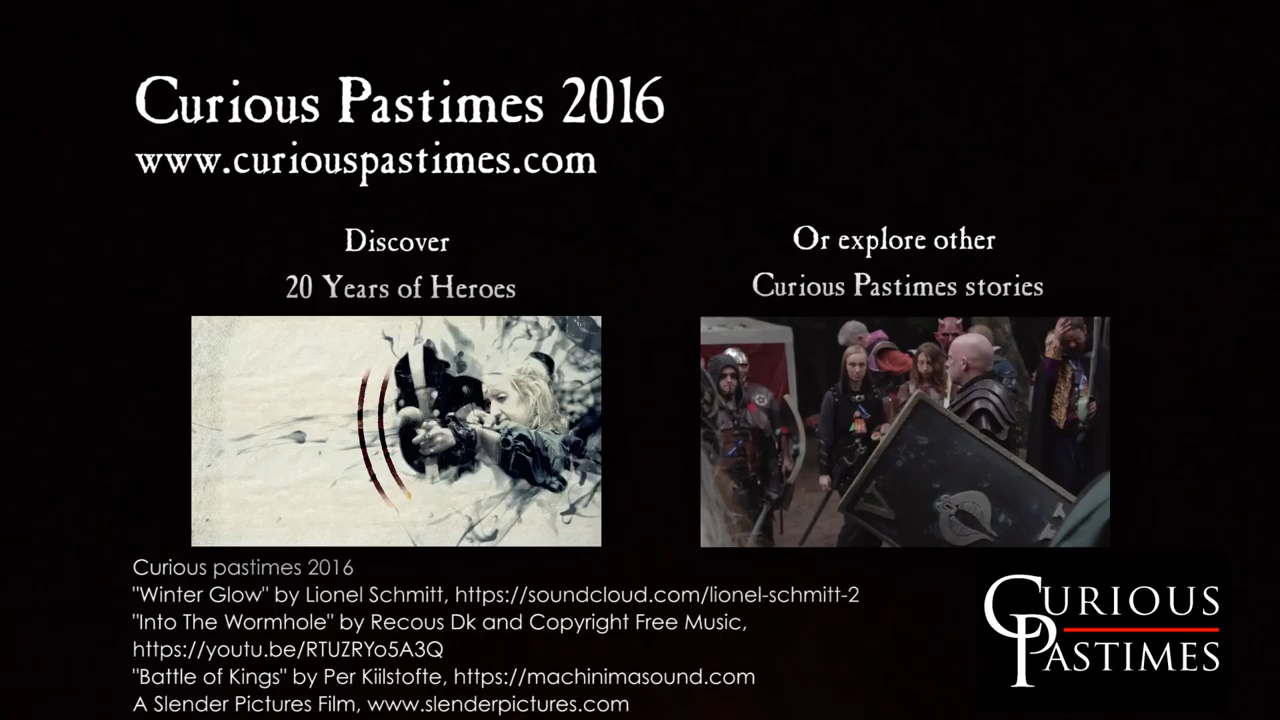 Curious Pastimes 2016
www.curiouspastimes.com
Discover
20 Years of Heroes
Or explore other
Curious Pastimes stories
Curious pastimes 2016
"Winter Glow" by Lionel Schmitt, https://soundcloud.com/lionel-schmitt-2
"Into The Wormhole" by Recous Dk and Copyright Free Music,
https://youtu.be/RTUZRYo5A3Q
"Battle of Kings" by Per Kiilstofte, https://machinimasound.com
A Slender Pictures Film, www.slenderpictures.com
CURIOUS
PASTIMES